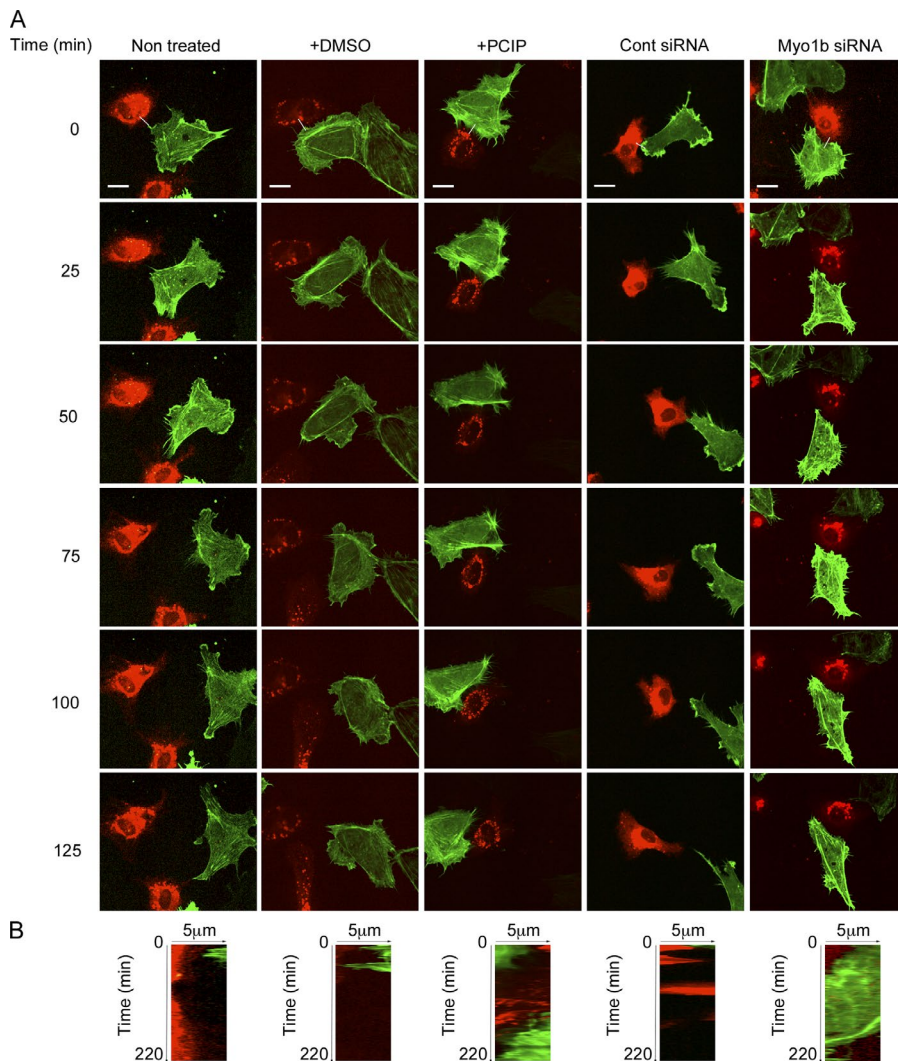 A
Time (min) Non treated +DMSO +PCIP Cont siRNA Myo1b siRNA
0
25
50
75
100
125
B
5μm 5μm 5μm 5μm 5μm
0 0 0 0 0
Time (min) Time (min) Time (min) Time (min) Time (min)
220 220 220 220 220